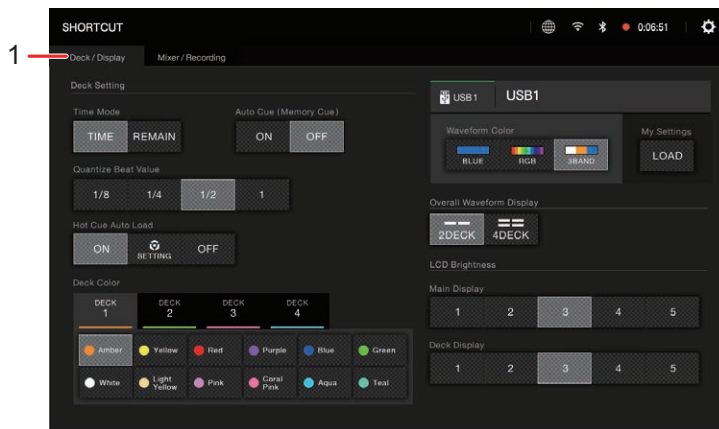 SHORTCUT
0:06:51
1
Deck / Display
Mixer / Recording
Deck Setting
Time Mode
TIME
REMAIN
Auto Cue (Memory Cue)
ON
OFF
Quantize Beat Value
1/8
1/4
1/2
1
Hot Cue Auto Load
ON
SETTING
OFF
Deck Color
DECK
1
DECK
2
DECK
3
DECK
4
Amber
Yellow
Red
Purple
Blue
Green
White
Light
Yellow
Pink
Coral
Pink
Aqua
Teal
USB1
USB1
Waveform Color
BLUE
RGB
3BAND
My Settings
LOAD
Overall Waveform Display
2DECK
4DECK
LCD Brightness
Main Display
1
2
3
4
5
Deck Display
1
2
3
4
5